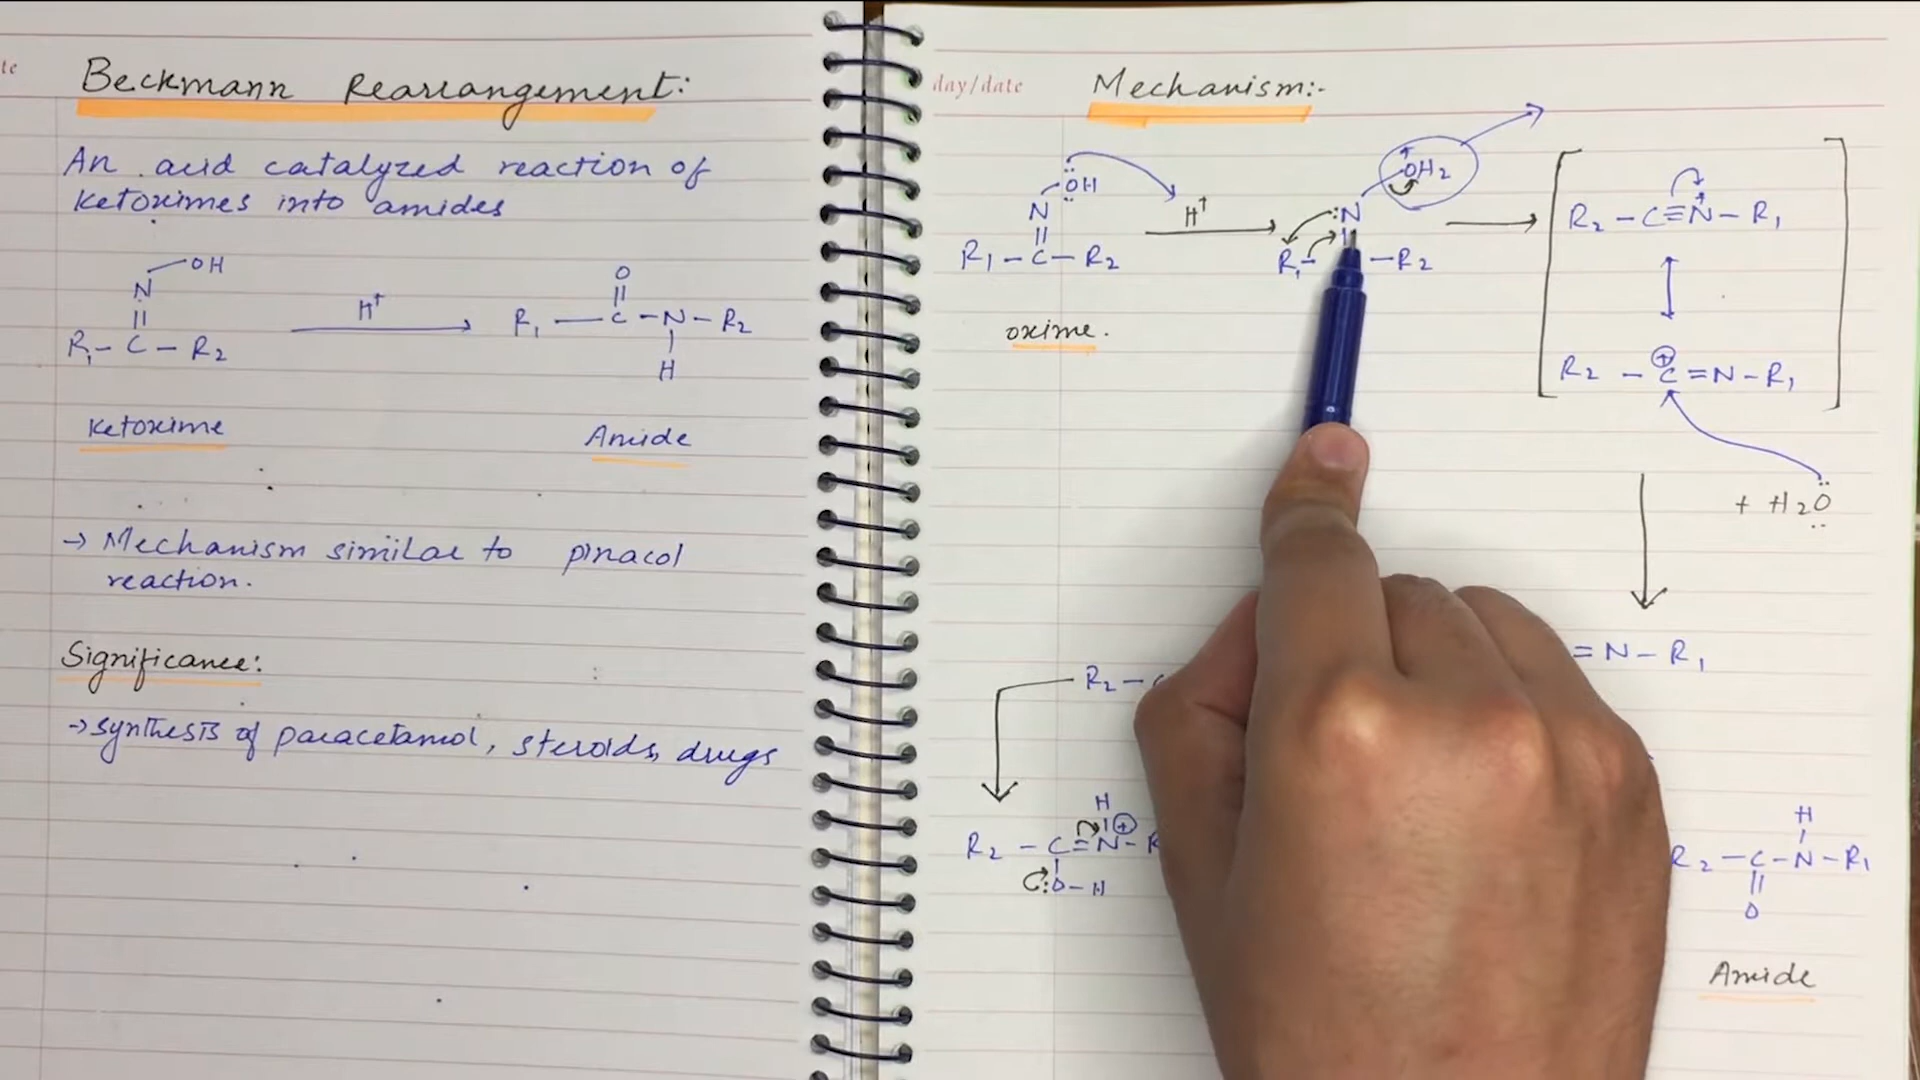 te
Beckmann Rearrangement:
An acid catalyzed reaction of
ketoximes into amides
OH
N
||
R1 - C - R2
H+
O
||
R1 — C - N - R2
|
H
Ketoxime
Amide
→ Mechanism similar to pinacol
reaction.
Significance:
→ synthesis of paracetamol, steroids, drugs
day/date
Mechanism:-
:OH
N
||
R1 - C - R2
oxime.
H+
OH2
:N
R1 - - R2
R2 - C ≡ N - R1
R2 - C = N - R1
+ H2O
= N - R1
R2 -
H
|
R2 - C = N -
|
:O - H
H
|
R2 - C - N - R1
||
O
Amide